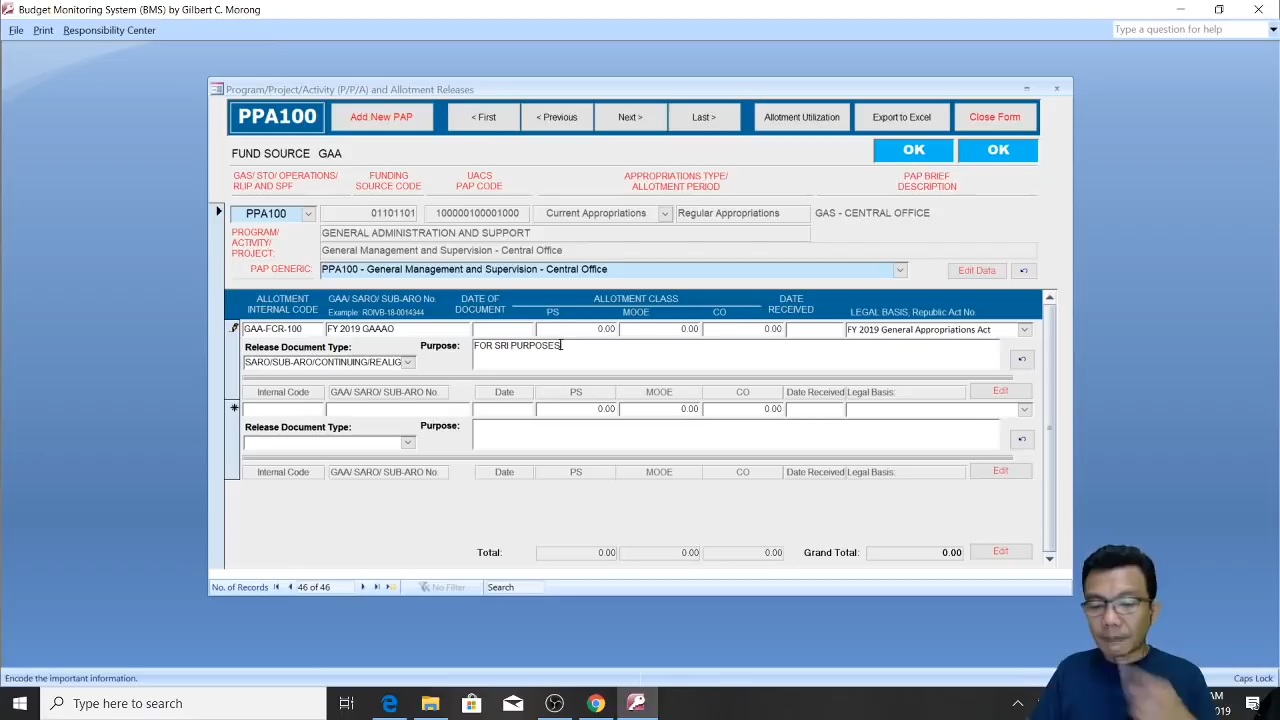 Budget Monitoring System (BMS) by Gilbert C. Morong
File Print Responsibility Center
Type a question for help
Program/Project/Activity (P/P/A) and Allotment Releases
PPA100 Add New PAP < First < Previous Next > Last > Allotment Utilization Export to Excel Close Form
OK OK
FUND SOURCE GAA
GAS/ STO/ OPERATIONS/ FUNDING UACS APPROPRIATIONS TYPE/ PAP BRIEF
RLIP AND SPF SOURCE CODE PAP CODE ALLOTMENT PERIOD DESCRIPTION
PPA100 01101101 100000100001000 Current Appropriations Regular Appropriations GAS - CENTRAL OFFICE
PROGRAM/ GENERAL ADMINISTRATION AND SUPPORT
ACTIVITY/
PROJECT: General Management and Supervision - Central Office
PAP GENERIC: PPA100 - General Management and Supervision - Central Office Edit Data
ALLOTMENT GAA/ SARO/ SUB-ARO No. DATE OF ALLOTMENT CLASS DATE
INTERNAL CODE Example: ROIVB-18-0014344 DOCUMENT PS MOOE CO RECEIVED LEGAL BASIS, Republic Act No.
GAA-FCR-100 FY 2019 GAAAO 0.00 0.00 0.00 FY 2019 General Appropriations Act
Release Document Type: Purpose: FOR SRI PURPOSES
SARO/SUB-ARO/CONTINUING/REALIG
Internal Code GAA/ SARO/ SUB-ARO No. Date PS MOOE CO Date Received Legal Basis: Edit
0.00 0.00 0.00
Release Document Type: Purpose:
Internal Code GAA/ SARO/ SUB-ARO No. Date PS MOOE CO Date Received Legal Basis: Edit
Total: 0.00 0.00 0.00 Grand Total: 0.00 Edit
No. of Records 46 of 46 No Filter Search
Encode the important information. Caps Lock
Type here to search